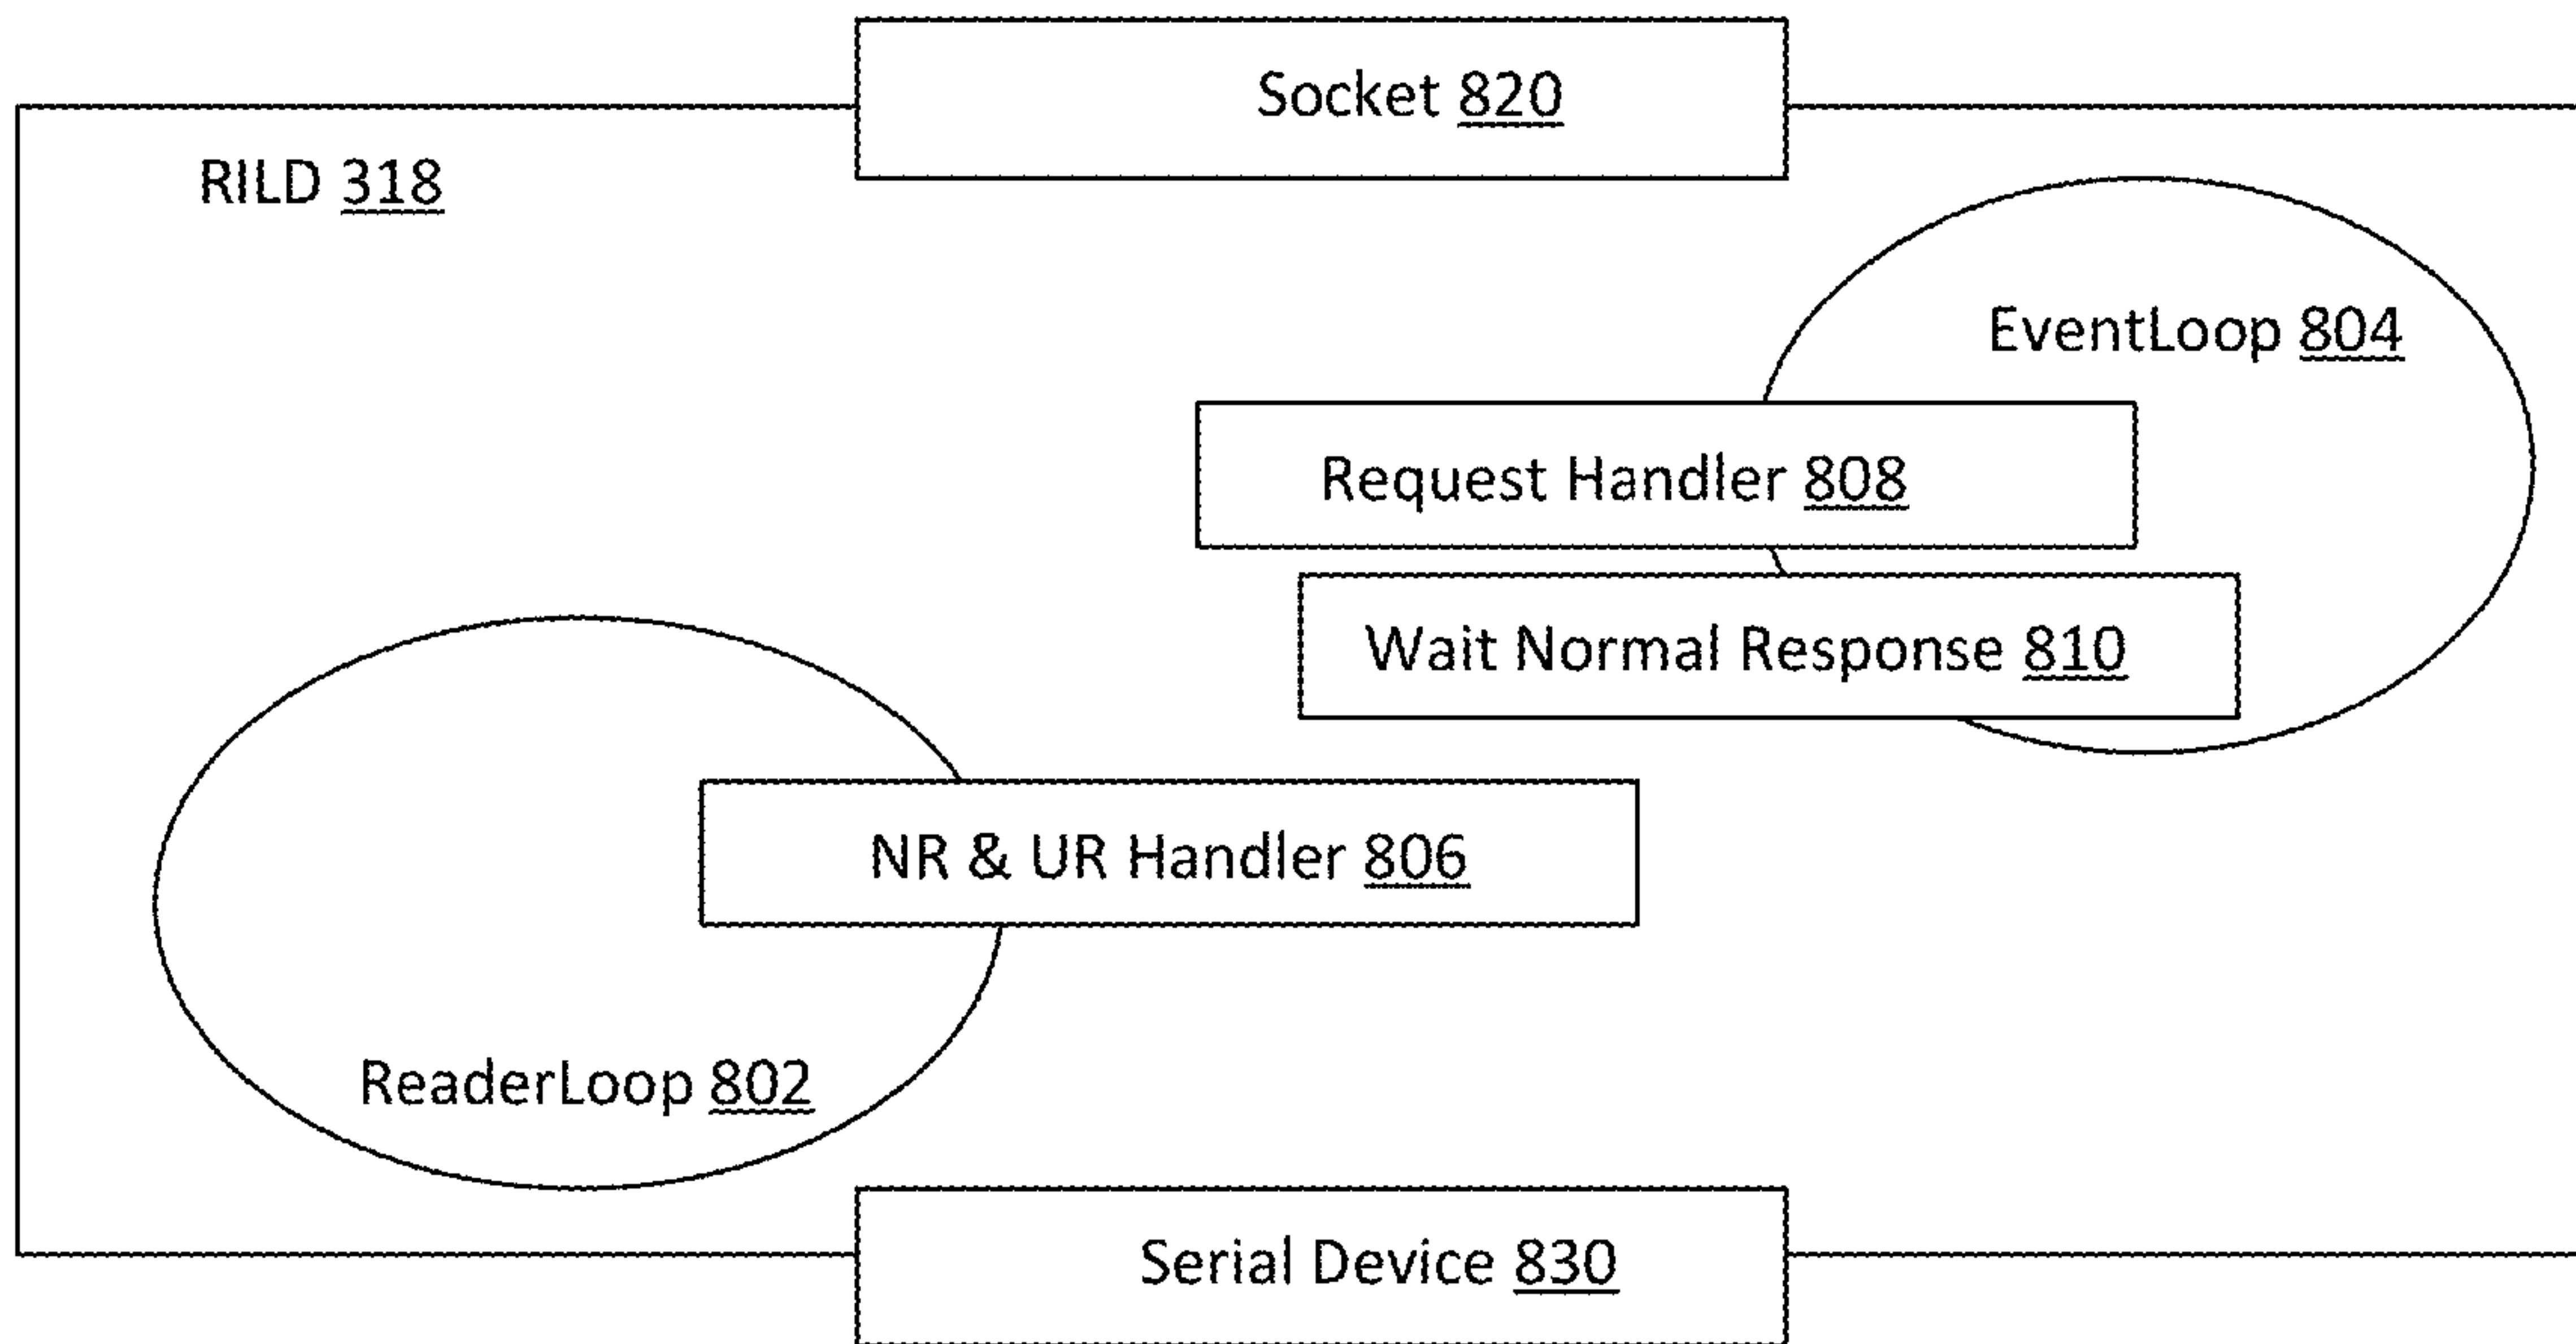 Socket 820
RILD 318
EventLoop 804
Request Handler 808
Wait Normal Response 810
NR & UR Handler 806
ReaderLoop 802
Serial Device 830